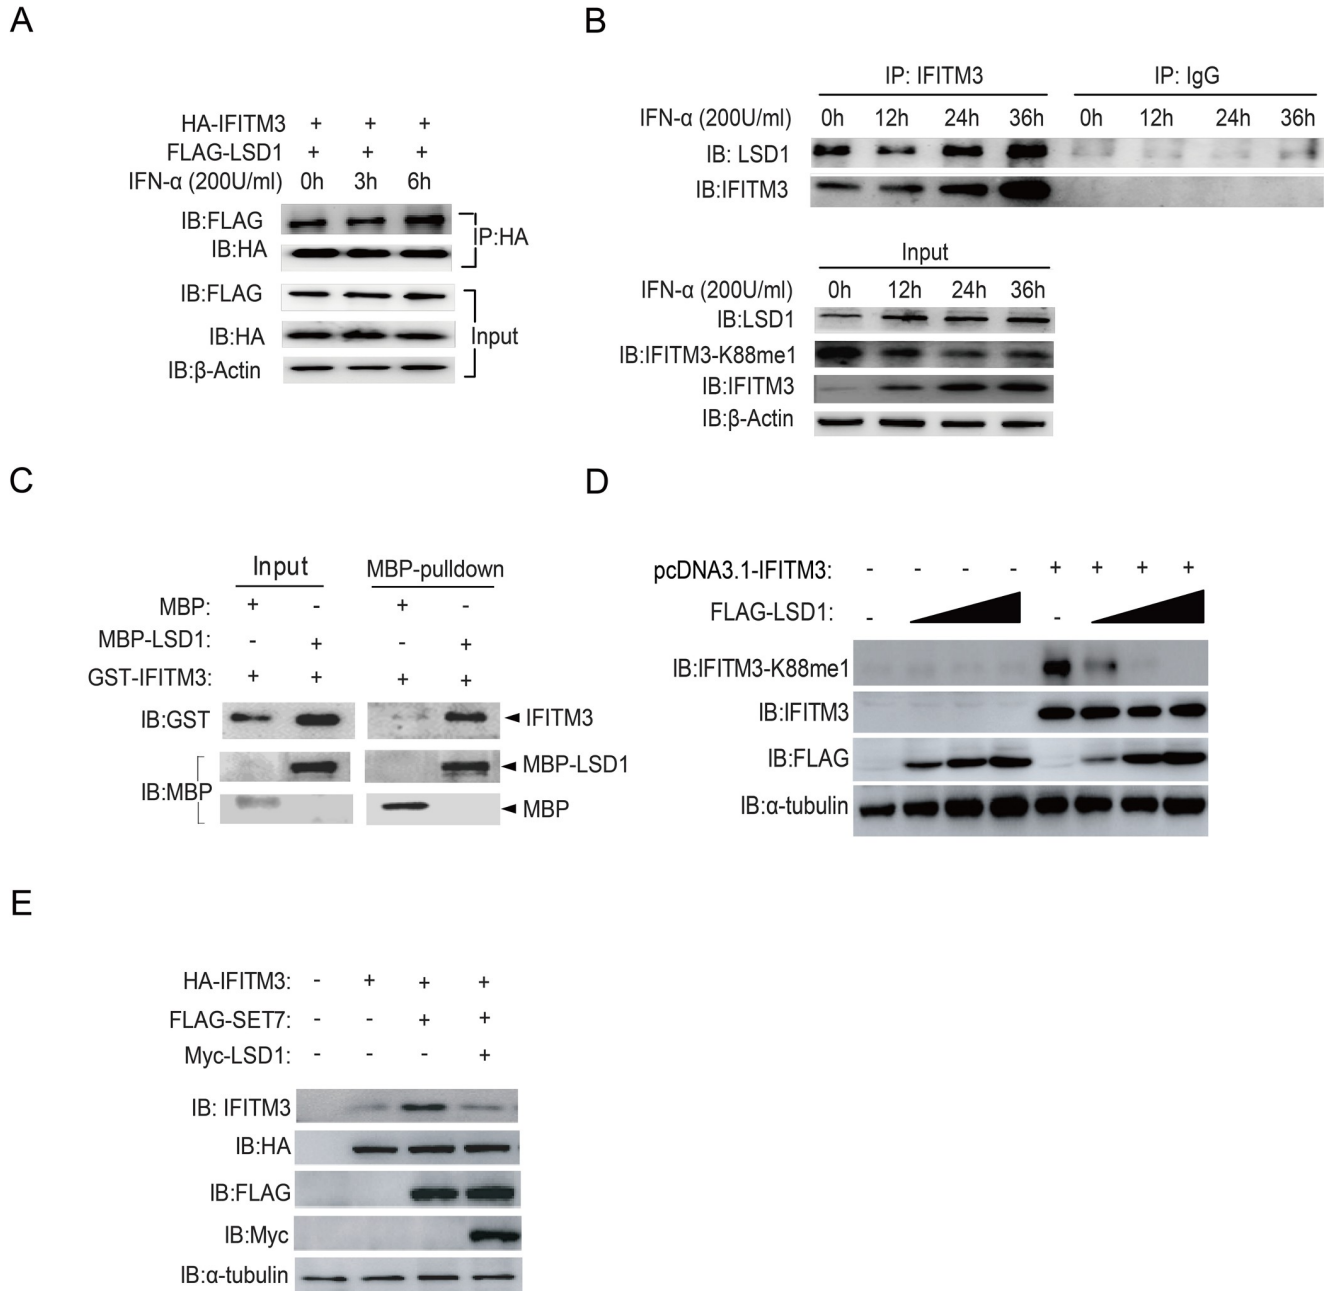 A
HA-IFITM3 + + +
FLAG-LSD1 + + +
IFN-α (200U/ml) 0h 3h 6h
IB:FLAG
IB:HA
IP:HA
IB:FLAG
IB:HA
IB:β-Actin
Input
B
IP: IFITM3 IP: IgG
IFN-α (200U/ml) 0h 12h 24h 36h 0h 12h 24h 36h
IB: LSD1
IB:IFITM3
Input
IFN-α (200U/ml) 0h 12h 24h 36h
IB:LSD1
IB:IFITM3-K88me1
IB:IFITM3
IB:β-Actin
C
Input MBP-pulldown
MBP: + - + -
MBP-LSD1: - + - +
GST-IFITM3: + + + +
IB:GST IFITM3
IB:MBP
MBP-LSD1
MBP
D
pcDNA3.1-IFITM3: - - - - + + + +
FLAG-LSD1: - -
IB:IFITM3-K88me1
IB:IFITM3
IB:FLAG
IB:α-tubulin
E
HA-IFITM3: - + + +
FLAG-SET7: - - + +
Myc-LSD1: - - - +
IB: IFITM3
IB:HA
IB:FLAG
IB:Myc
IB:α-tubulin